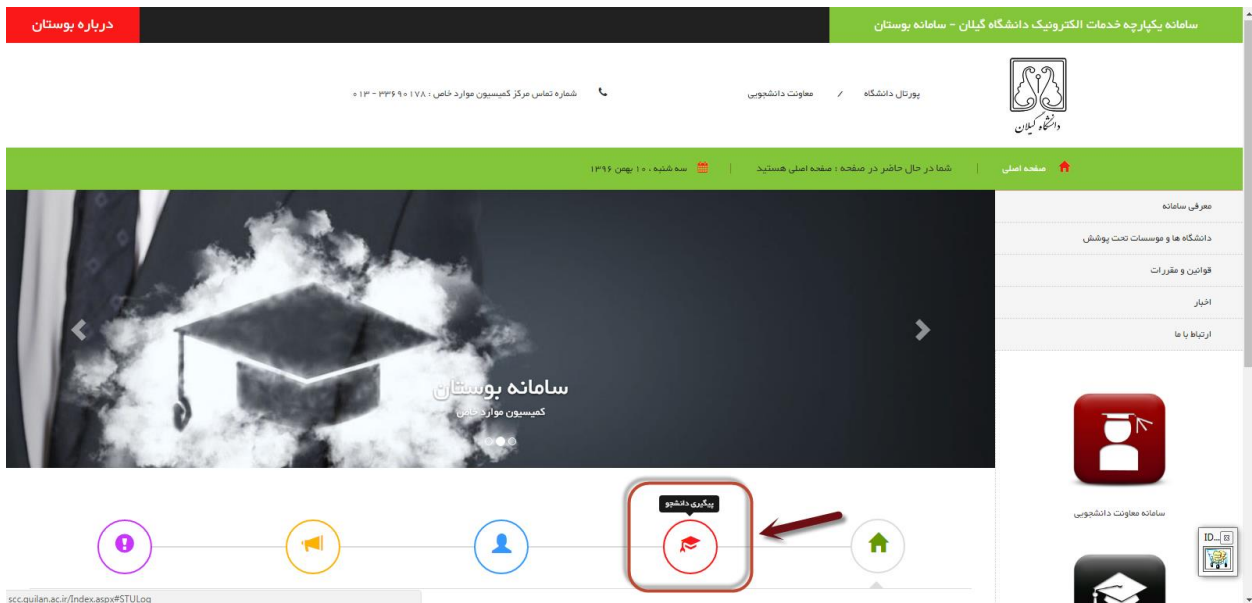 سامانه یکپارچه خدمات الکترونیک دانشگاه گیلان - سامانه بوستان
درباره بوستان
دانشگاه گیلان
پورتال دانشگاه / معاونت دانشجویی
شماره تماس مرکز کمیسیون موارد خاص : ۳۳۶۹۰۱۷۸ - ۰۱۳
صفحه اصلی
شما در حال حاضر در صفحه : صفحه اصلی هستید
سه شنبه ، ۱۰ بهمن ۱۳۹۶
معرفی سامانه
دانشگاه ها و موسسات تحت پوشش
قوانین و مقررات
اخبار
ارتباط با ما
سامانه بوستان
کمیسیون موارد خاص
پیگیری دانشجو
سامانه معاونت دانشجویی
ID...
scc.guilan.ac.ir/Index.aspx#STULog